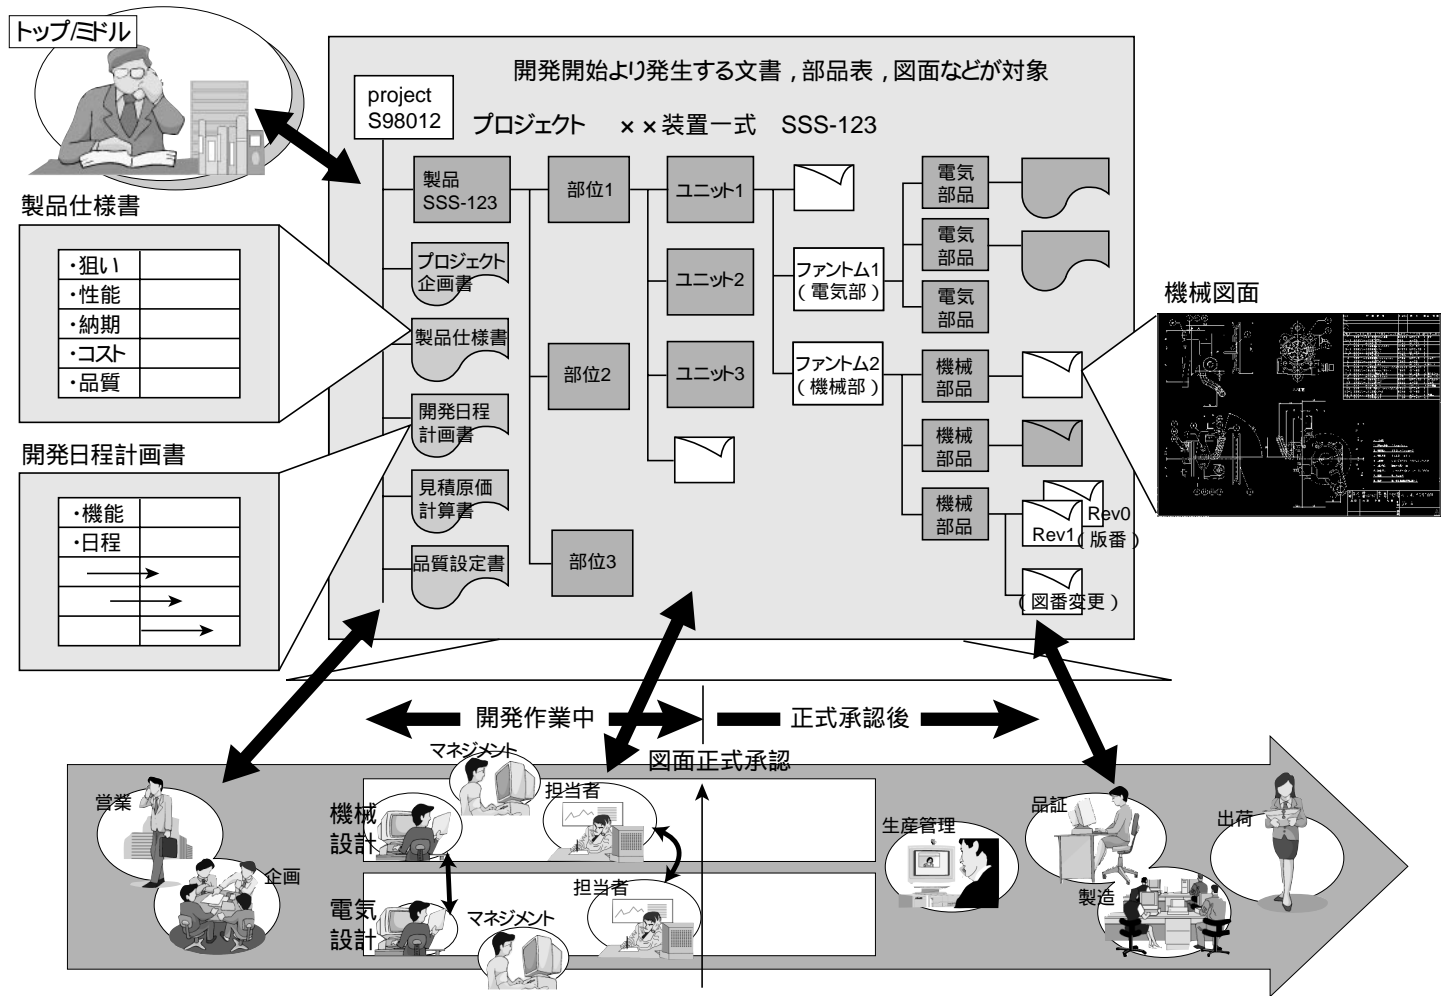 トップ/ミドル
開発開始より発生する文書，部品表，図面などが対象
project
S98012
プロジェクト　××装置一式　SSS-123
製品
SSS-123
部位1
ユニット1
電気
部品
電気
部品
電気
部品
プロジェクト
企画書
ユニット2
ファントム1
（電気部）
製品仕様書
製品仕様書
・狙い
・性能
・納期
・コスト
・品質
部位2
ユニット3
ファントム2
（機械部）
機械
部品
機械
部品
機械
部品
機械図面
開発日程
計画書
開発日程計画書
・機能
・日程
見積原価
計算書
品質設定書
部位3
Rev0
Rev1
（版番）
（図番変更）
開発作業中
正式承認後
図面正式承認
営業
企画
機械
設計
マネジメント
担当者
電気
設計
マネジメント
担当者
生産管理
品証
製造
出荷